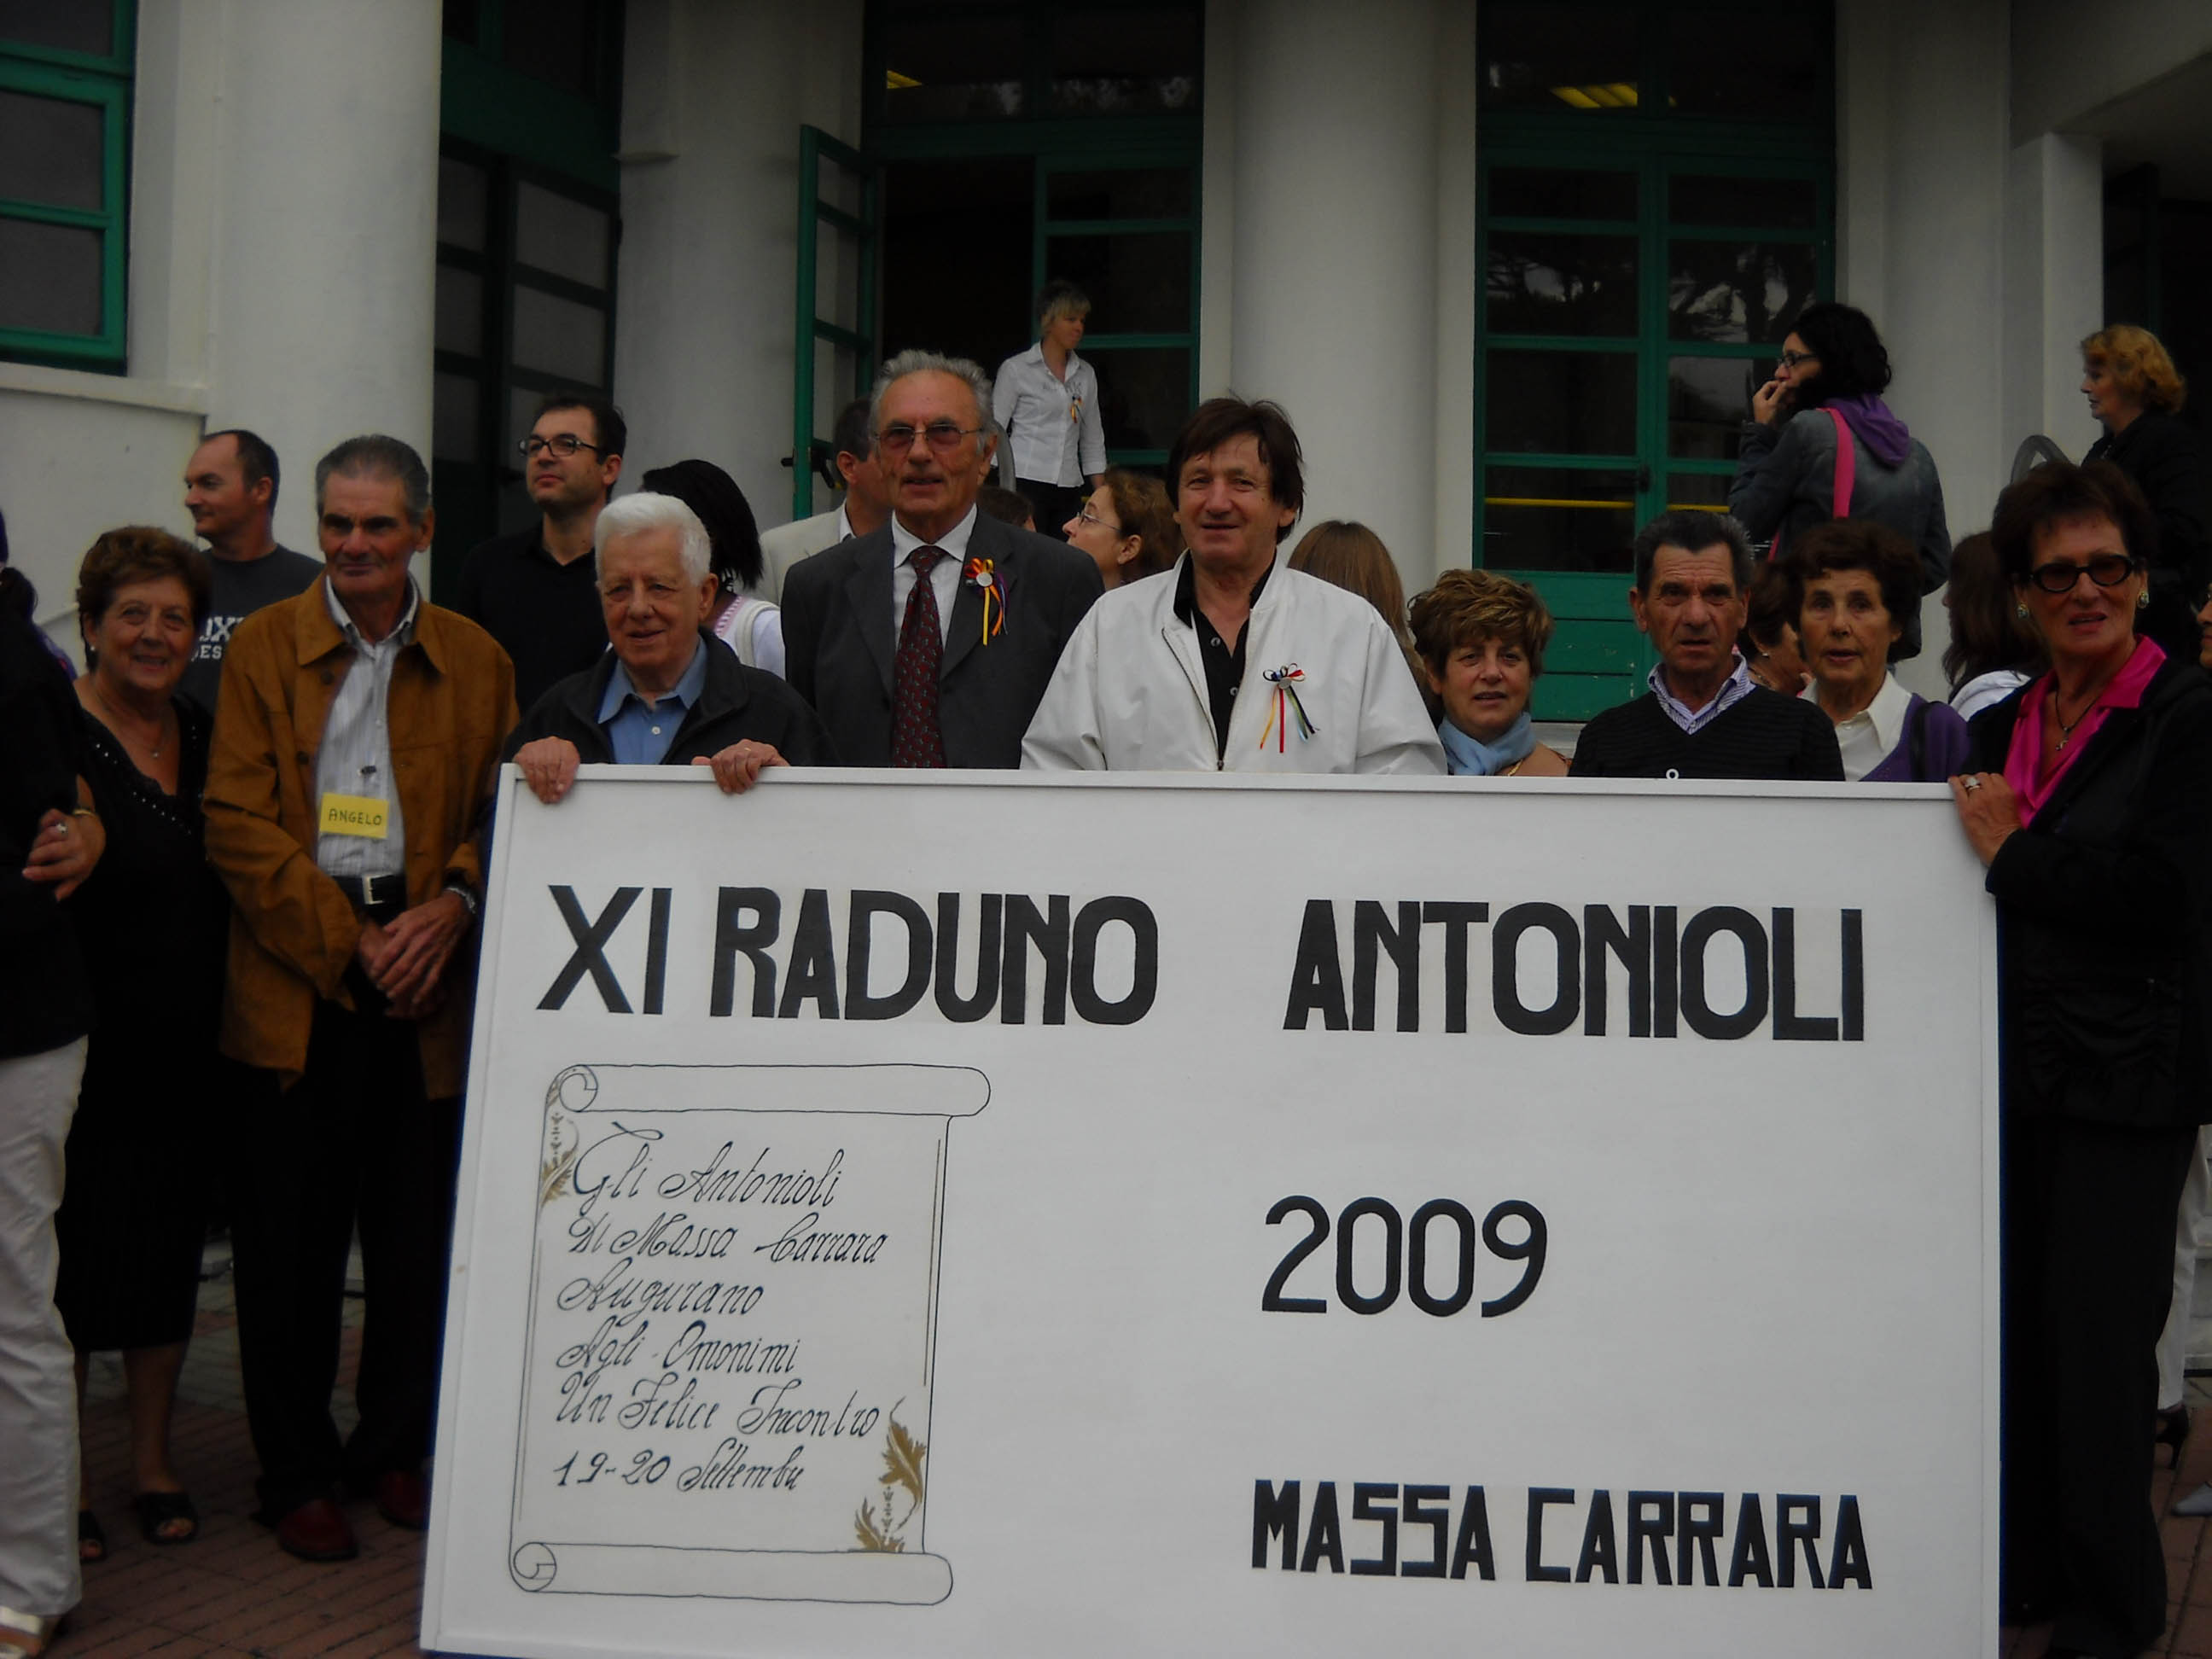 ANGELO
XI RADUNO ANTONIOLI
Gli Antonioli
Di Massa Carrara
Augurano
Agli Omonimi
Un Felice Incontro
19-20 Settembre
2009
MASSA CARRARA